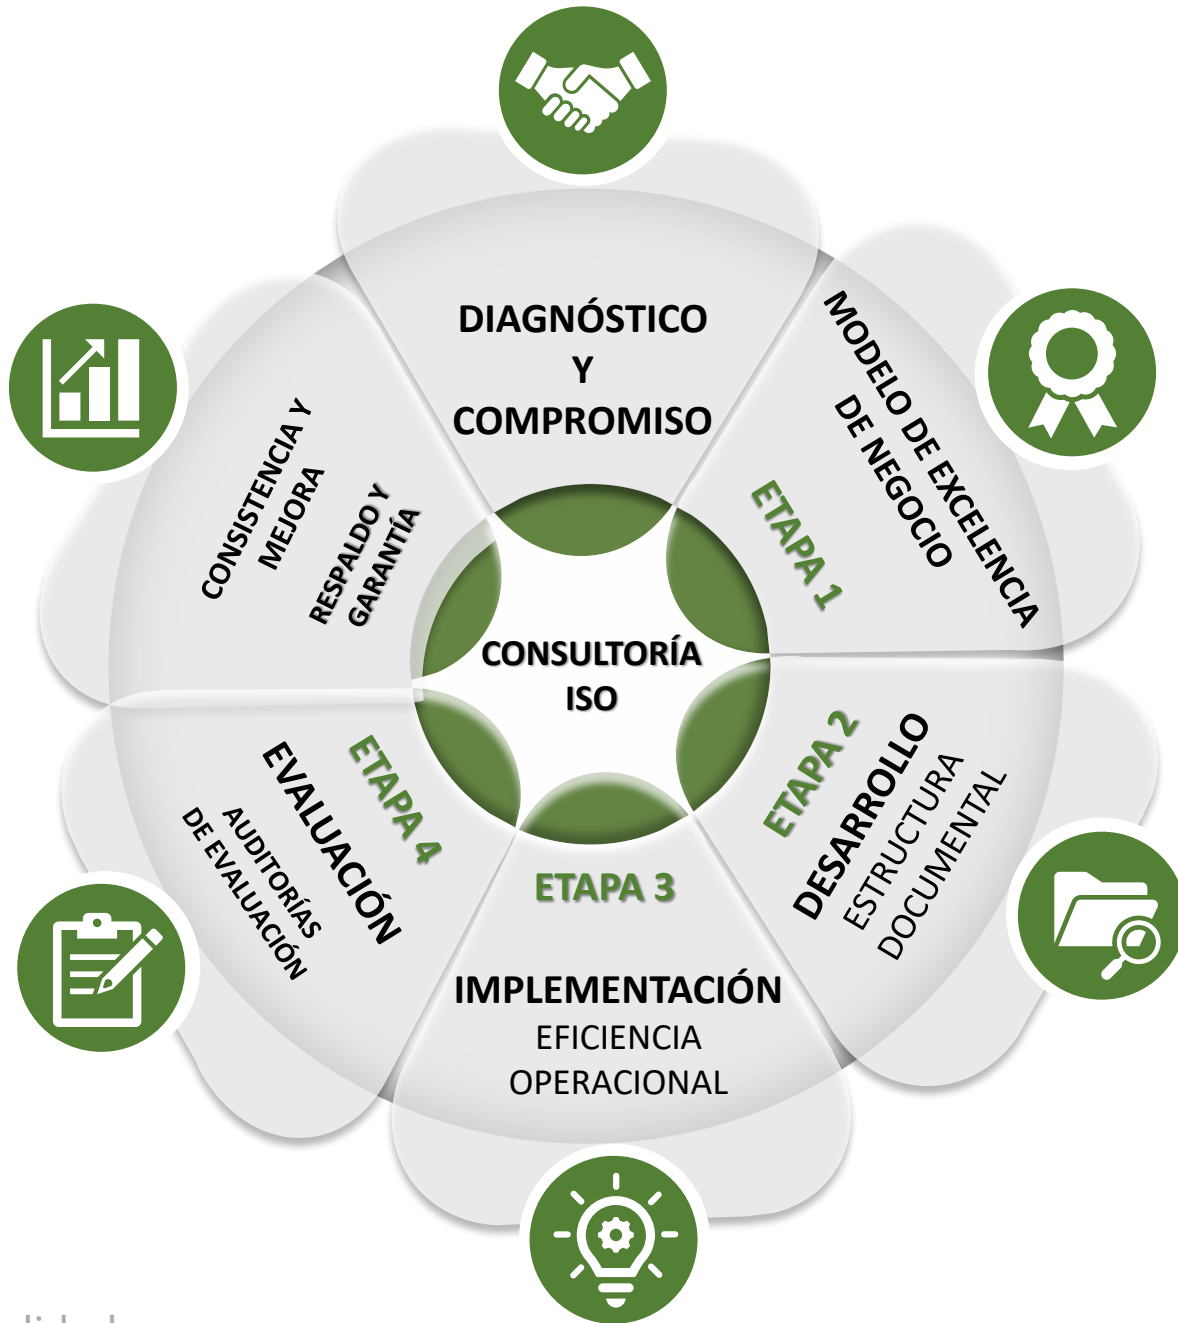 DIAGNÓSTICO
Y
COMPROMISO
MODELO DE EXCELENCIA
DE NEGOCIO
ETAPA 1
ETAPA 2
DESARROLLO
ESTRUCTURA
DOCUMENTAL
ETAPA 3
IMPLEMENTACIÓN
EFICIENCIA
OPERACIONAL
ETAPA 4
EVALUACIÓN
AUDITORÍAS
DE EVALUACIÓN
CONSISTENCIA Y
MEJORA
RESPALDO Y
GARANTÍA
CONSULTORÍA
ISO